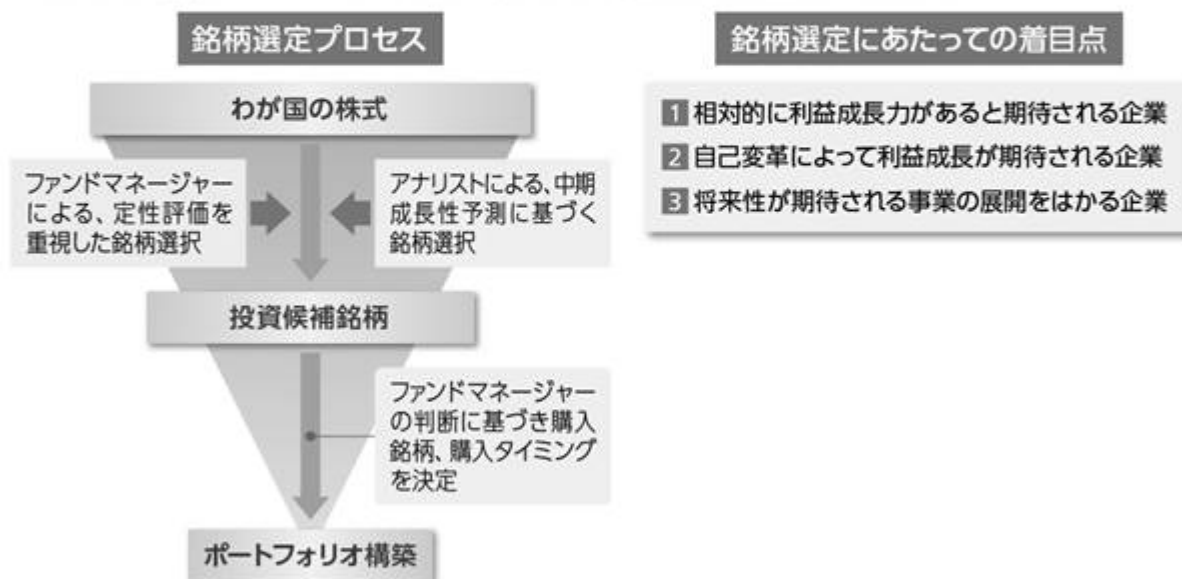 銘柄選定プロセス
わが国の株式
ファンドマネージャー
による、定性評価を
重視した銘柄選択
アナリストによる、中期
成長性予測に基づく
銘柄選択
投資候補銘柄
ファンドマネージャー
の判断に基づき購入
銘柄、購入タイミング
を決定
ポートフォリオ構築
銘柄選定にあたっての着目点
1 相対的に利益成長力があると期待される企業
2 自己変革によって利益成長が期待される企業
3 将来性が期待される事業の展開をはかる企業